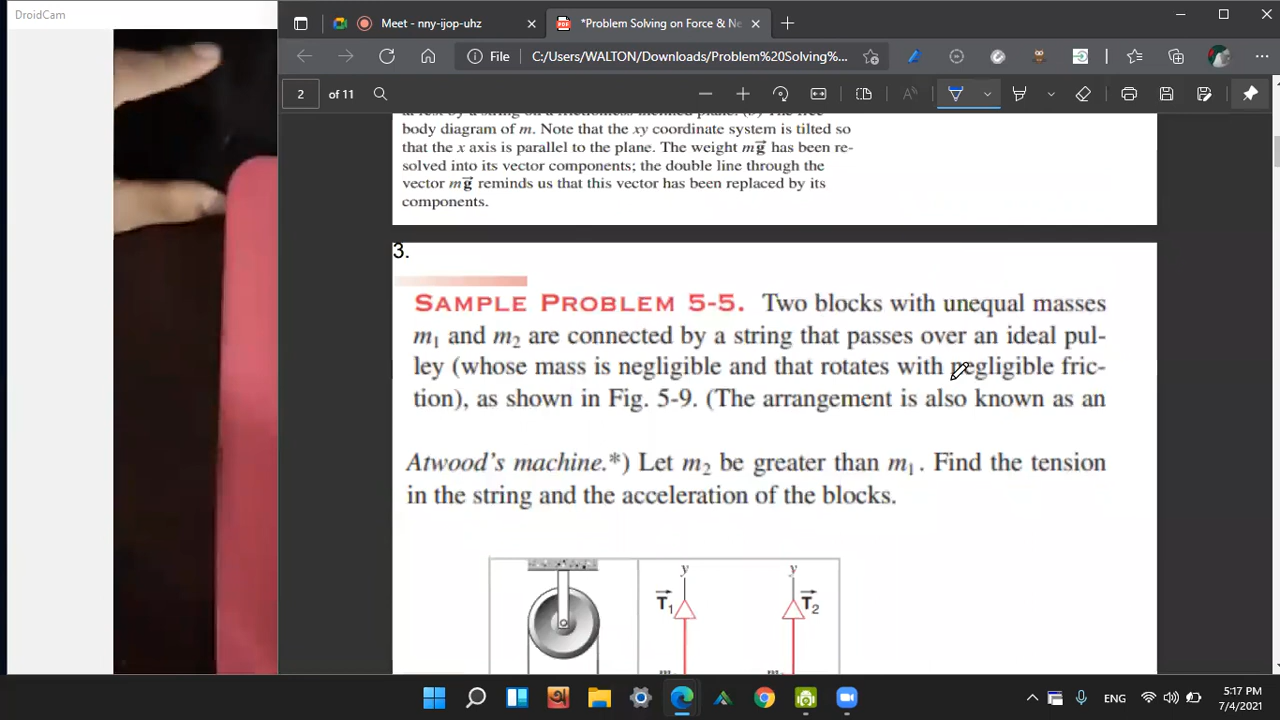 DroidCam
Meet - nny-ijop-uhz
*Problem Solving on Force & Ne
File
C:/Users/WALTON/Downloads/Problem%20Solving%...
2 of 11
body diagram of m. Note that the xy coordinate system is tilted so
that the x axis is parallel to the plane. The weight mg⃗ has been re-
solved into its vector components; the double line through the
vector mg⃗ reminds us that this vector has been replaced by its
components.
3.
SAMPLE PROBLEM 5-5. Two blocks with unequal masses
m₁ and m₂ are connected by a string that passes over an ideal pul-
ley (whose mass is negligible and that rotates with negligible fric-
tion), as shown in Fig. 5-9. (The arrangement is also known as an
Atwood's machine.*) Let m₂ be greater than m₁. Find the tension
in the string and the acceleration of the blocks.
y y
T⃗₁ T⃗₂
ENG
5:17 PM
7/4/2021